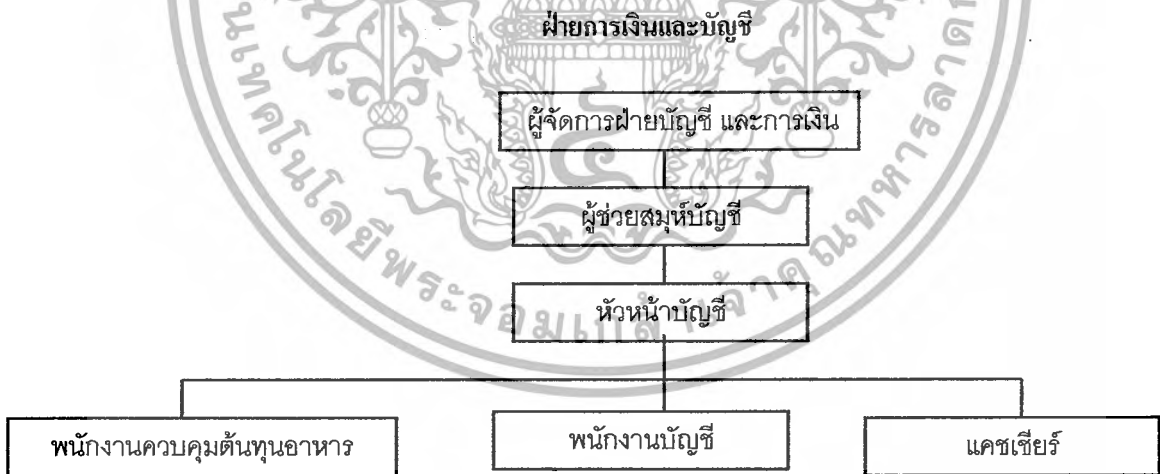 ฝ่ายการเงินและบัญชี
ผู้จัดการฝ่ายบัญชี และการเงิน
ผู้ช่วยสมุห์บัญชี
หัวหน้าบัญชี
พนักงานควบคุมต้นทุนอาหาร
พนักงานบัญชี
แคชเชียร์